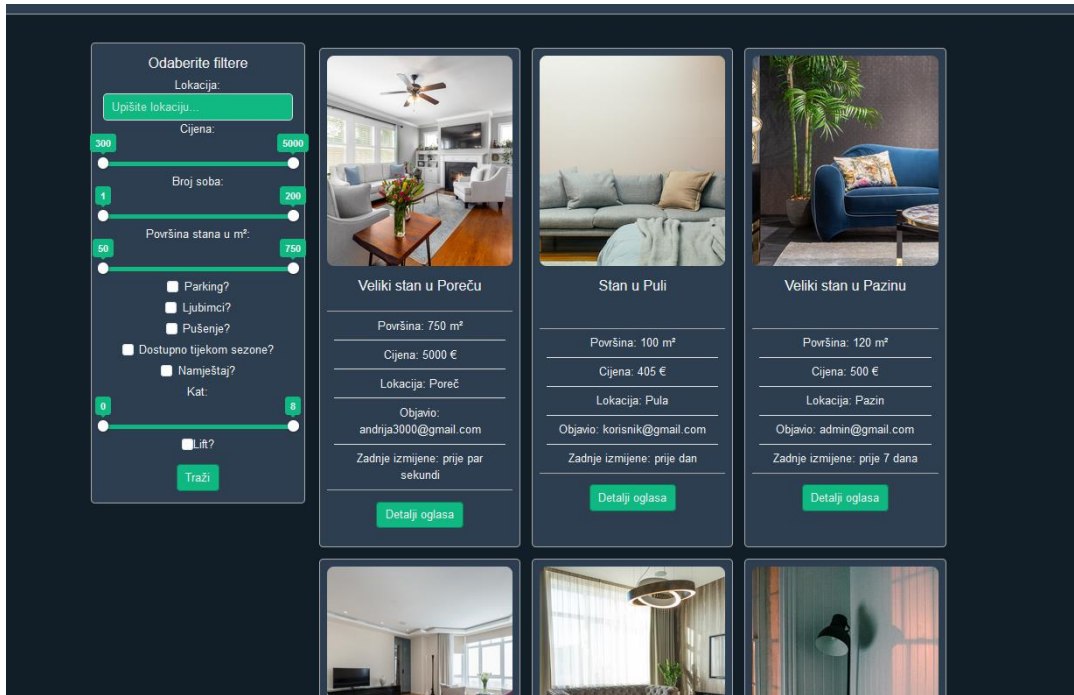 Odaberite filtere
Lokacija:
Upišite lokaciju...
Cijena:
300 5000
Broj soba:
1 200
Površina stana u m²:
50 750
Parking?
Ljubimci?
Pušenje?
Dostupno tijekom sezone?
Namještaj?
Kat:
0 8
Lift?
Traži
Veliki stan u Poreču
Površina: 750 m²
Cijena: 5000 €
Lokacija: Poreč
Objavio:
andrija3000@gmail.com
Zadnje izmijene: prije par
sekundi
Detalji oglasa
Stan u Puli
Površina: 100 m²
Cijena: 405 €
Lokacija: Pula
Objavio: korisnik@gmail.com
Zadnje izmijene: prije dan
Detalji oglasa
Veliki stan u Pazinu
Površina: 120 m²
Cijena: 500 €
Lokacija: Pazin
Objavio: admin@gmail.com
Zadnje izmijene: prije 7 dana
Detalji oglasa